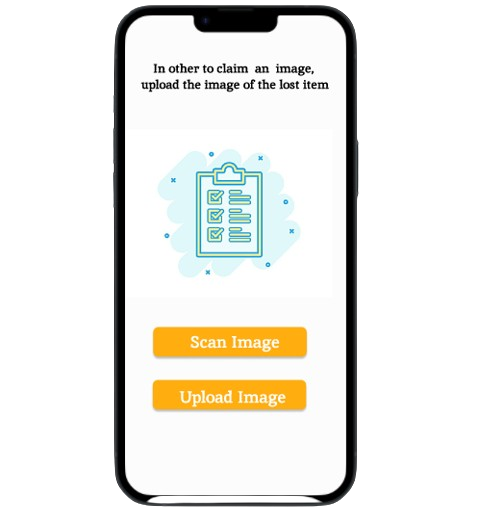 In other to claim an image,
upload the image of the lost item
Scan Image
Upload Image